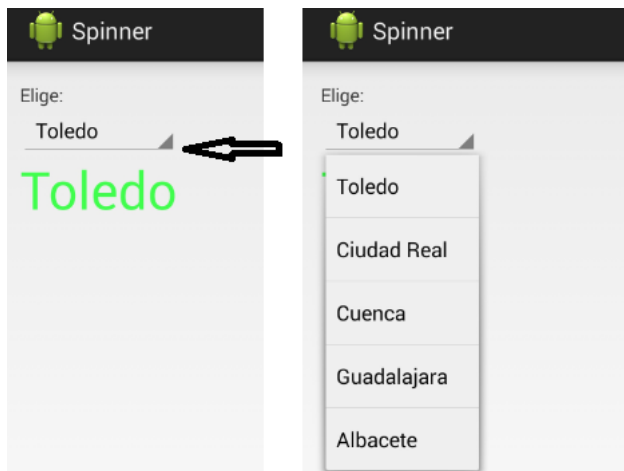 Spinner
Elige:
Toledo
Toledo
Spinner
Elige:
Toledo
Toledo
Ciudad Real
Cuenca
Guadalajara
Albacete